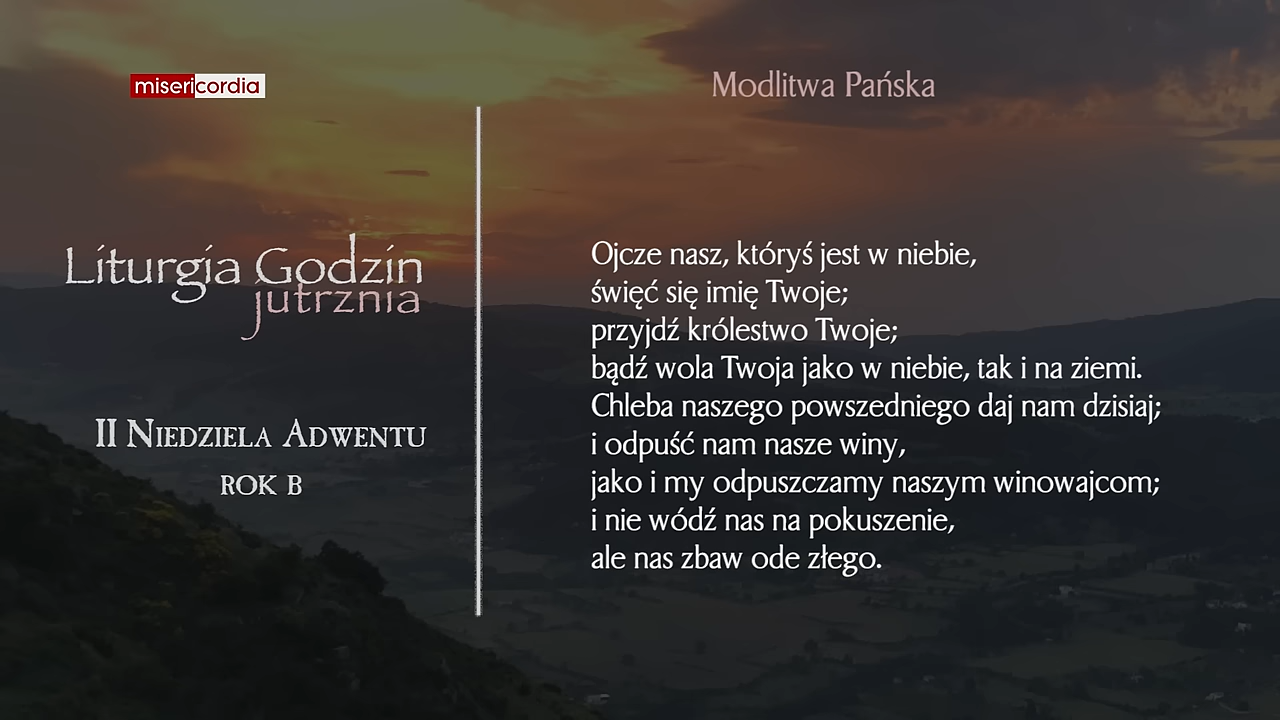 misericordia
Liturgia Godzin
jutrznia
II Niedziela Adwentu
rok B
Modlitwa Pańska
Ojcze nasz, któryś jest w niebie,
święć się imię Twoje;
przyjdź królestwo Twoje;
bądź wola Twoja jako w niebie, tak i na ziemi.
Chleba naszego powszedniego daj nam dzisiaj;
i odpuść nam nasze winy,
jako i my odpuszczamy naszym winowajcom;
i nie wódź nas na pokuszenie,
ale nas zbaw ode złego.